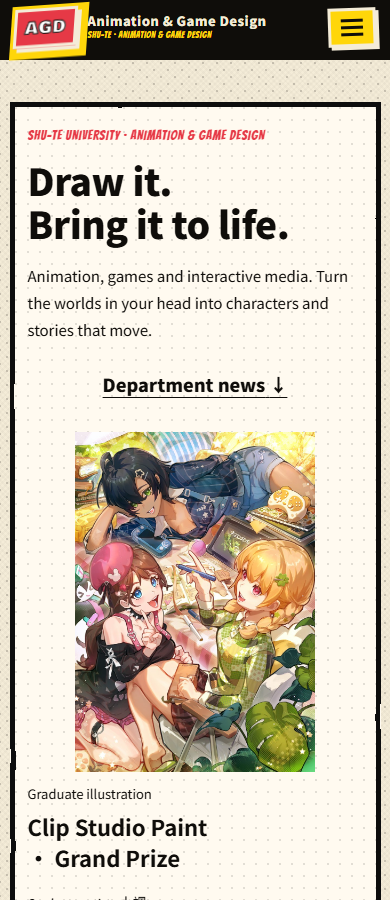 AGD
Animation & Game Design
SHU-TE · ANIMATION & GAME DESIGN
SHU-TE UNIVERSITY · ANIMATION & GAME DESIGN
Draw it.
Bring it to life.
Animation, games and interactive media. Turn
the worlds in your head into characters and
stories that move.
Department news ↓
Graduate illustration
Clip Studio Paint
・Grand Prize